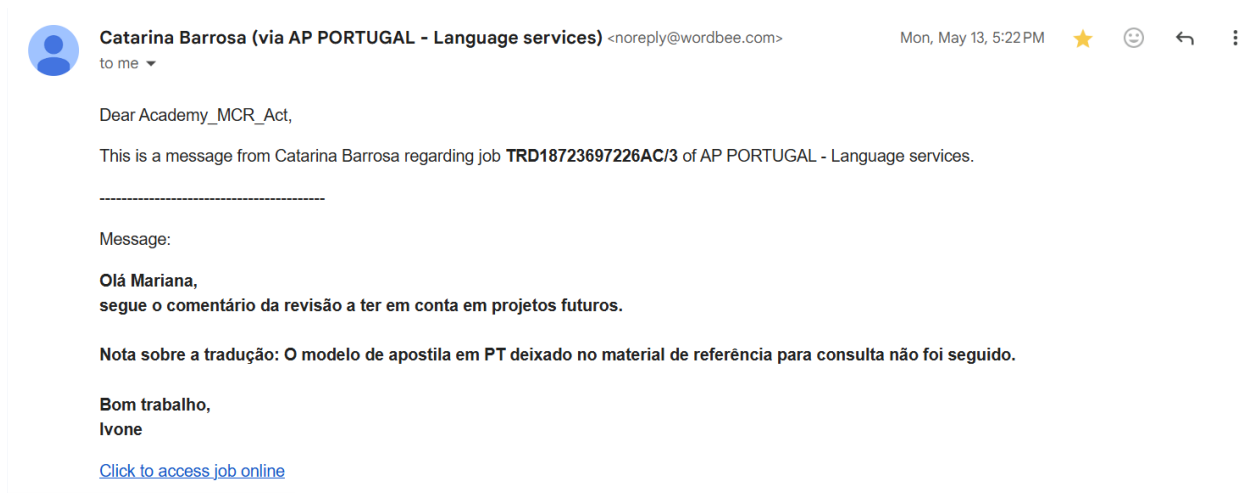 Catarina Barrosa (via AP PORTUGAL - Language services) <noreply@wordbee.com> Mon, May 13, 5:22 PM
to me
Dear Academy_MCR_Act,
This is a message from Catarina Barrosa regarding job TRD18723697226AC/3 of AP PORTUGAL - Language services.
-----------------------------------------
Message:
Olá Mariana,
segue o comentário da revisão a ter em conta em projetos futuros.
Nota sobre a tradução: O modelo de apostila em PT deixado no material de referência para consulta não foi seguido.
Bom trabalho,
Ivone
Click to access job online